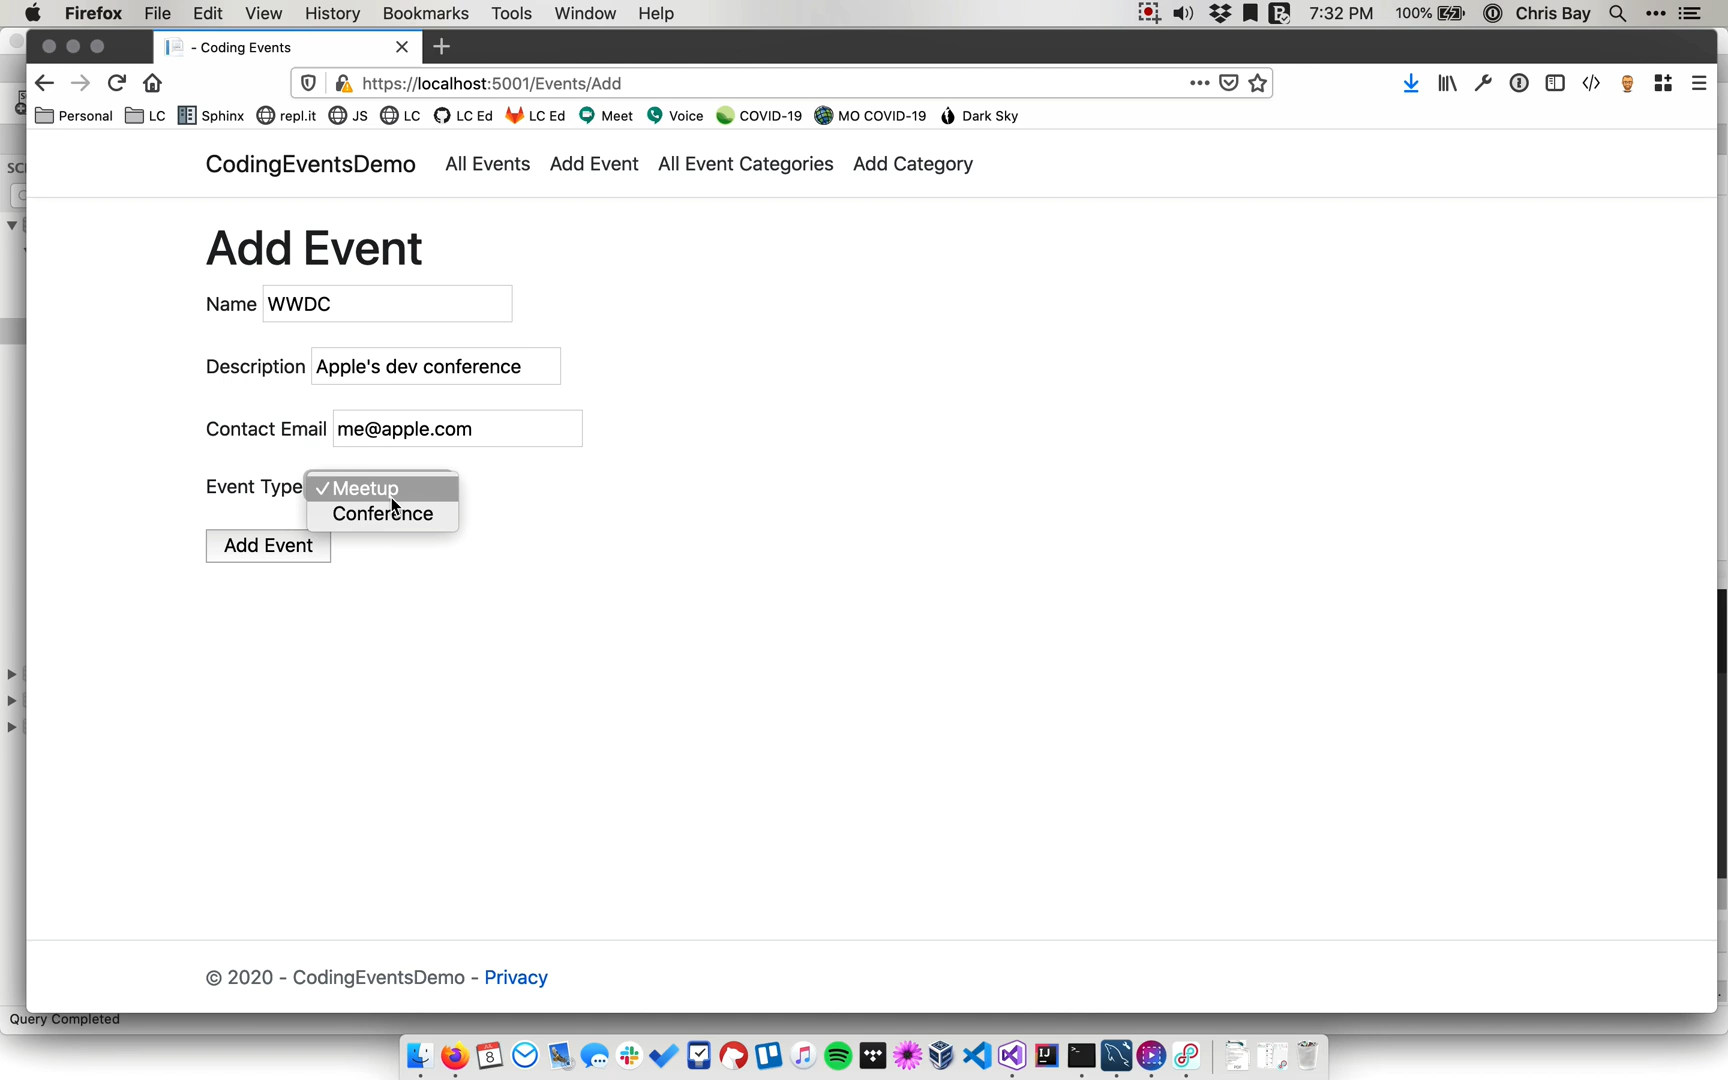 Firefox File Edit View History Bookmarks Tools Window Help 7:32 PM 100% Chris Bay
- Coding Events
https://localhost:5001/Events/Add
Personal LC Sphinx repl.it JS LC LC Ed LC Ed Meet Voice COVID-19 MO COVID-19 Dark Sky
CodingEventsDemo All Events Add Event All Event Categories Add Category
Add Event
Name WWDC
Description Apple's dev conference
Contact Email me@apple.com
Event Type ✓ Meetup
Conference
Add Event
© 2020 - CodingEventsDemo - Privacy
Query Completed